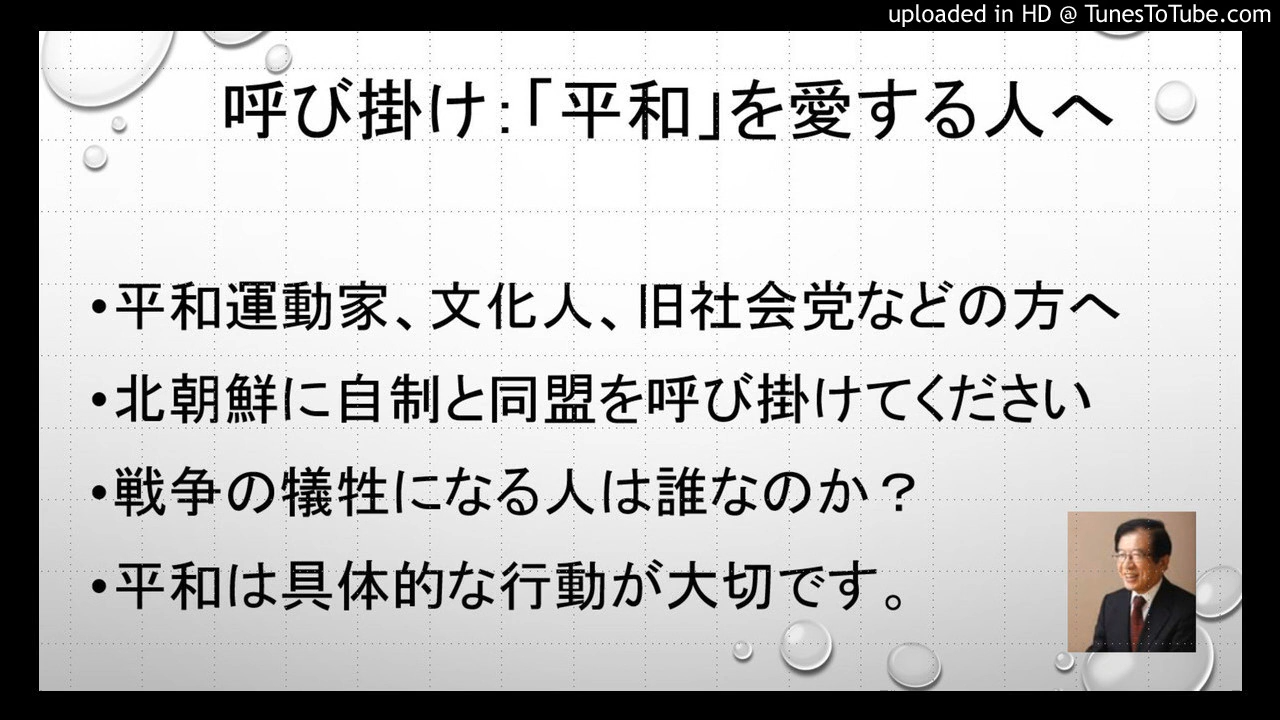 uploaded in HD @ TunesToTube.com
呼び掛け：「平和」を愛する人へ
•平和運動家、文化人、旧社会党などの方へ
•北朝鮮に自制と同盟を呼び掛けてください
•戦争の犠牲になる人は誰なのか？
•平和は具体的な行動が大切です。